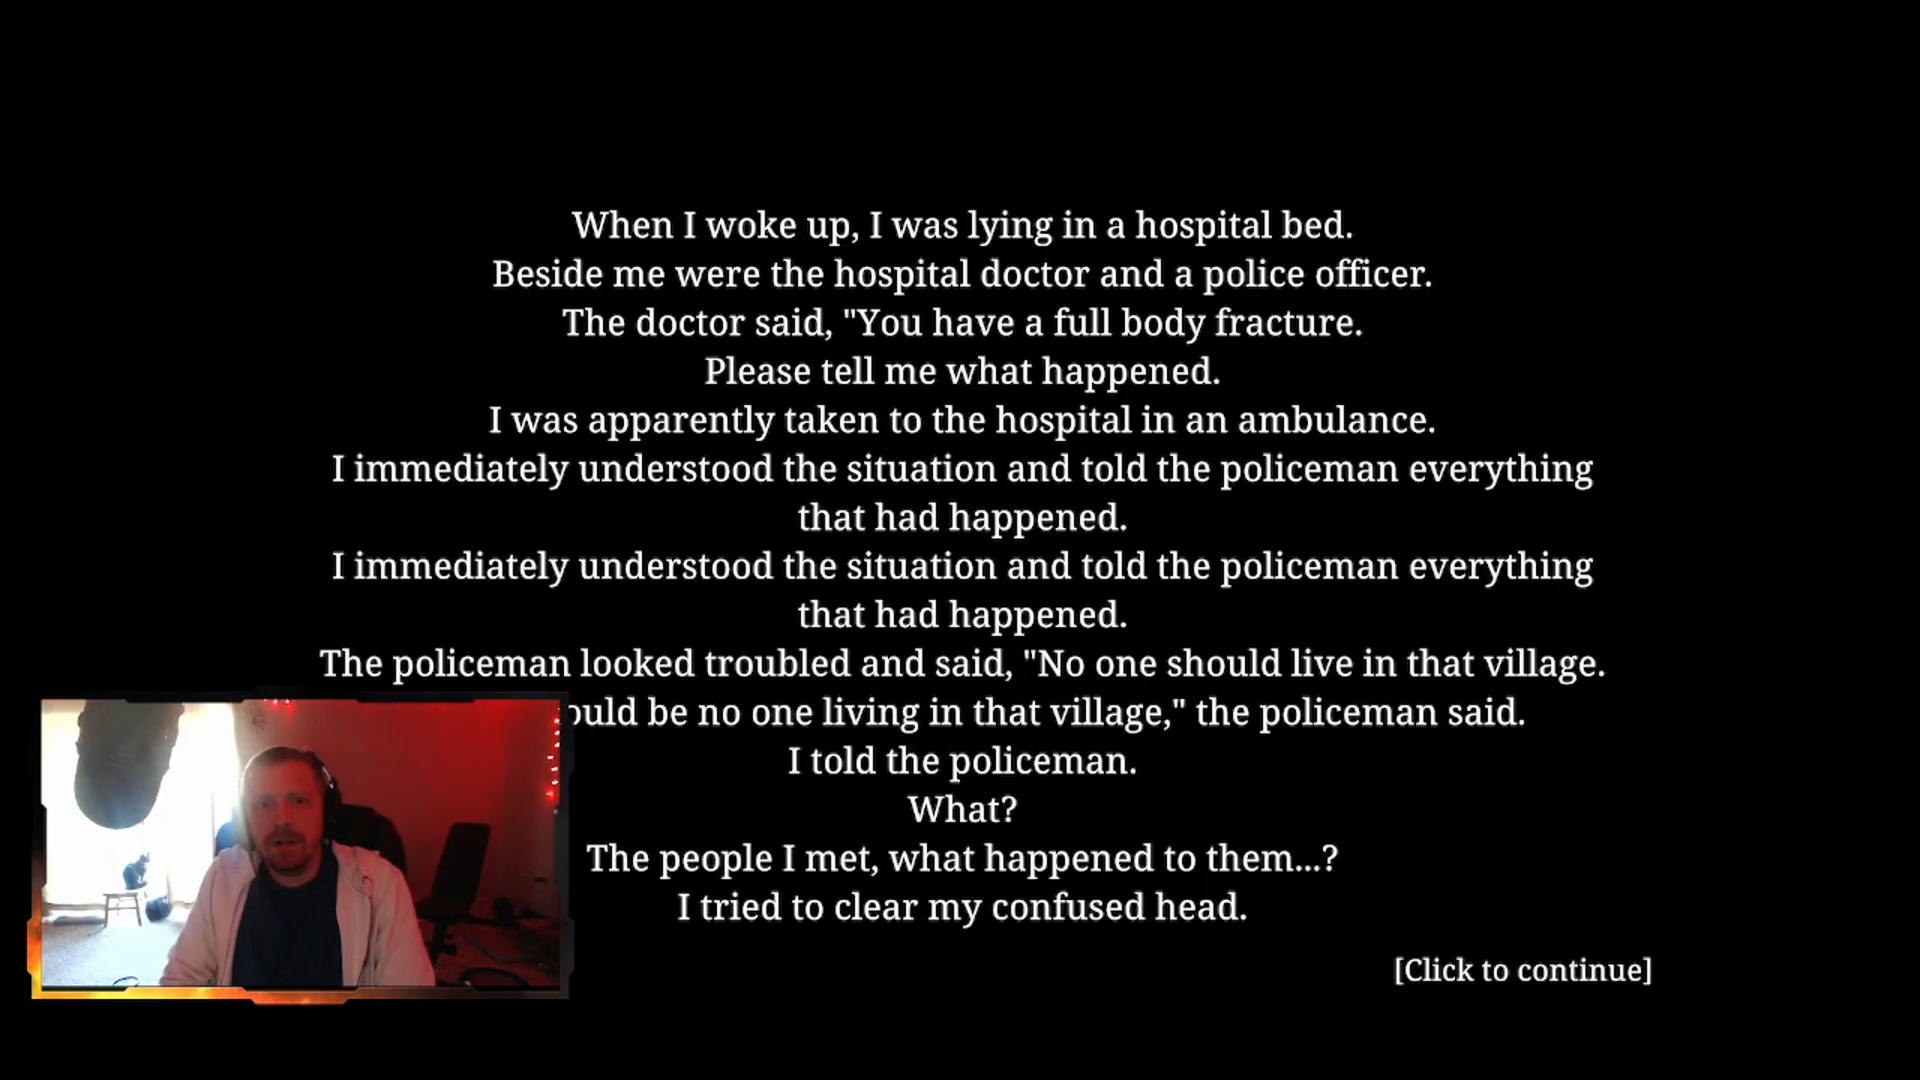 When I woke up, I was lying in a hospital bed.
Beside me were the hospital doctor and a police officer.
The doctor said, "You have a full body fracture.
Please tell me what happened.
I was apparently taken to the hospital in an ambulance.
I immediately understood the situation and told the policeman everything
that had happened.
I immediately understood the situation and told the policeman everything
that had happened.
The policeman looked troubled and said, "No one should live in that village.
be no one living in that village," the policeman said.
I told the policeman.
What?
The people I met, what happened to them...?
I tried to clear my confused head.
[Click to continue]